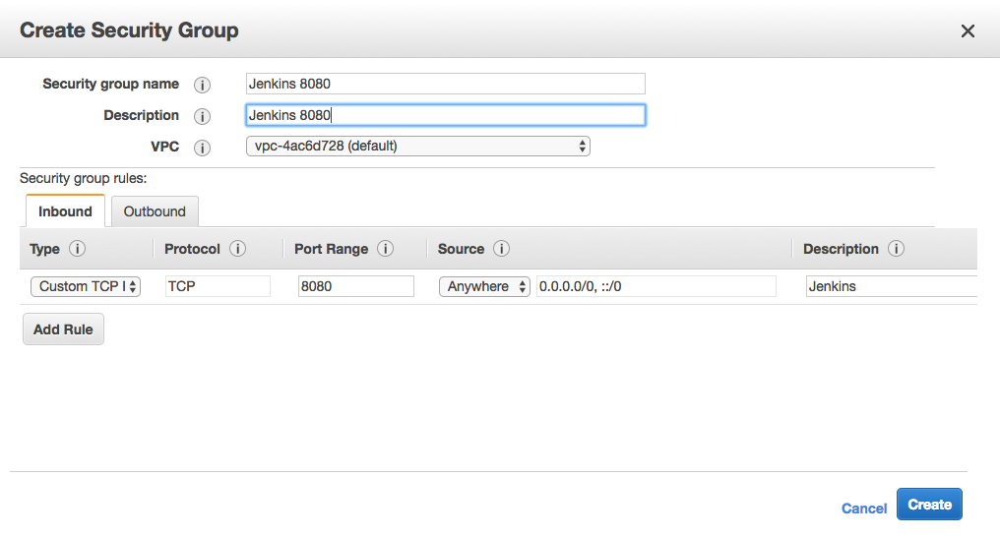 Create Security Group
Security group name i Jenkins 8080
Description i Jenkins 8080
VPC i vpc-4ac6d728 (default)
Security group rules:
Inbound Outbound
Type i Protocol i Port Range i Source i Description i
Custom TCP TCP 8080 Anywhere 0.0.0.0/0, ::/0 Jenkins
Add Rule
Cancel Create